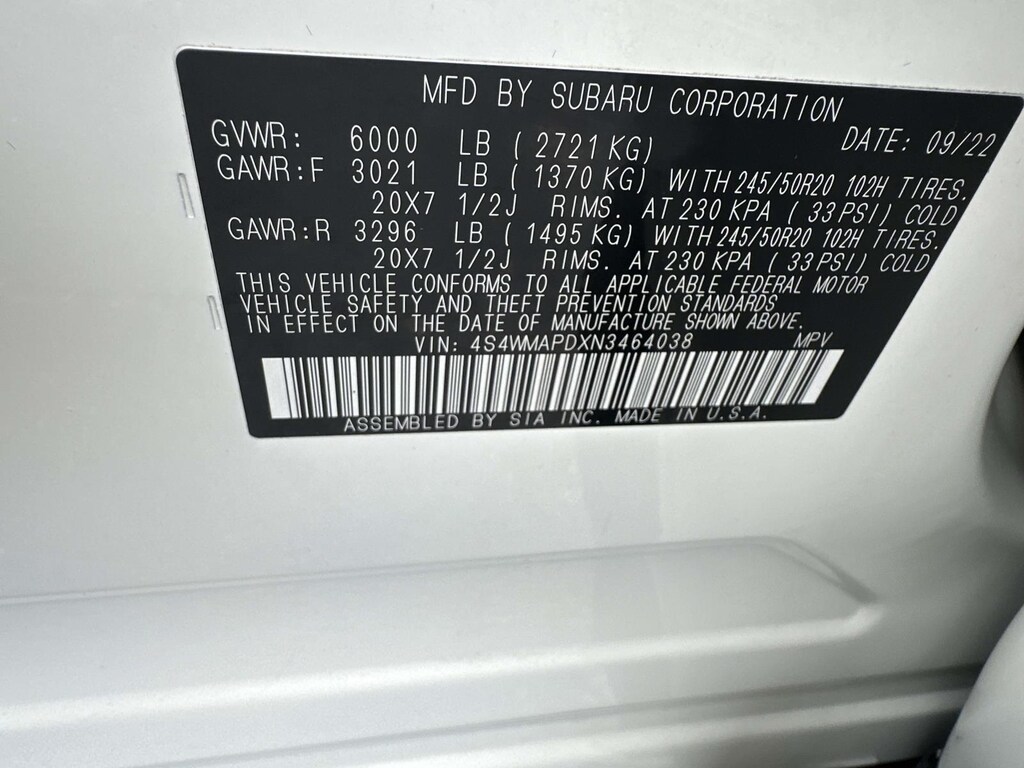 MFD BY SUBARU CORPORATION
GVWR: 6000 LB ( 2721 KG) DATE: 09/22
GAWR:F 3021 LB ( 1370 KG) WITH 245/50R20 102H TIRES.
20X7 1/2J RIMS. AT 230 KPA ( 33 PSI) COLD
GAWR:R 3296 LB ( 1495 KG) WITH 245/50R20 102H TIRES.
20X7 1/2J RIMS. AT 230 KPA ( 33 PSI) COLD
THIS VEHICLE CONFORMS TO ALL APPLICABLE FEDERAL MOTOR
VEHICLE SAFETY AND THEFT PREVENTION STANDARDS
IN EFFECT ON THE DATE OF MANUFACTURE SHOWN ABOVE.
VIN: 4S4WMAPDXN3464038 MPV
ASSEMBLED BY SIA INC. MADE IN U.S.A.